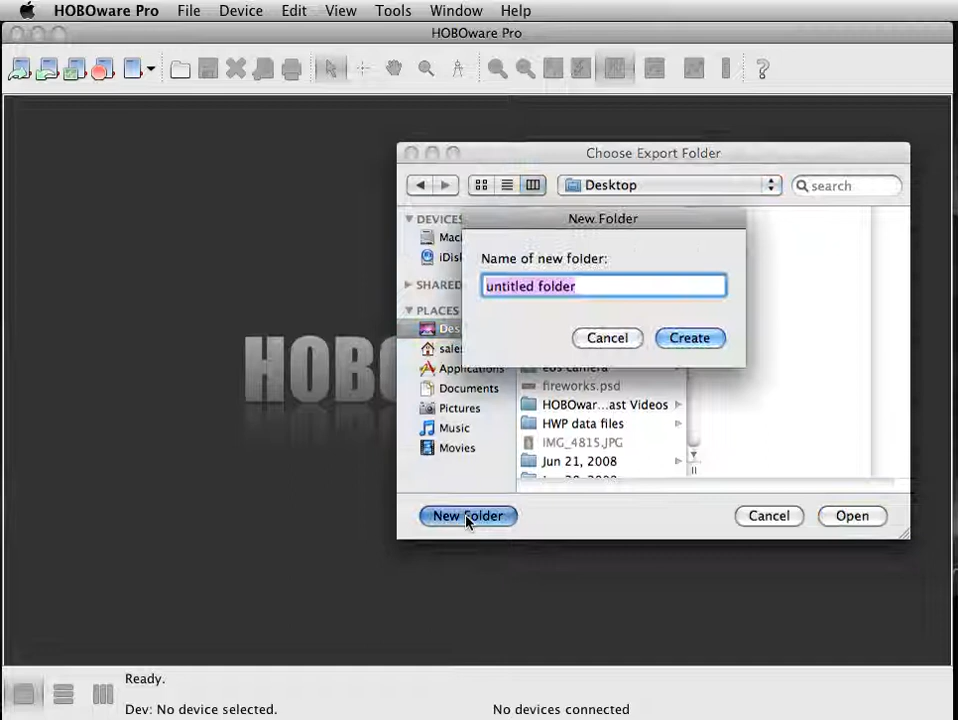 HOBOware Pro File Device Edit View Tools Window Help
HOBOware Pro
Choose Export Folder
Desktop
search
DEVICES
New Folder
Name of new folder:
untitled folder
Cancel
Create
SHARED
PLACES
Applications
Documents
Pictures
Music
Movies
eos camera
fireworks.psd
HOBOwar...ast Videos
HWP data files
IMG_4815.JPG
Jun 21, 2008
HOBO
New Folder
Cancel
Open
Ready.
Dev: No device selected.
No devices connected